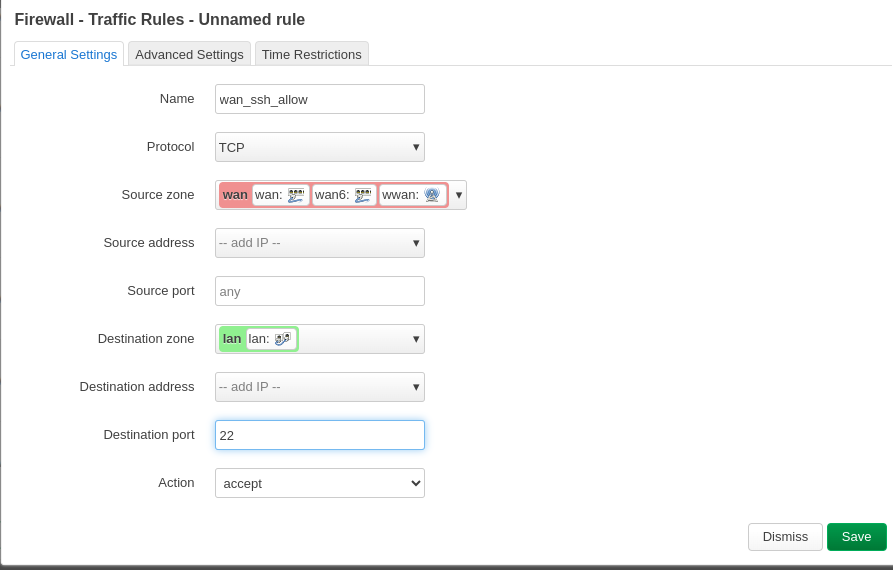 Firewall - Traffic Rules - Unnamed rule
General Settings Advanced Settings Time Restrictions
Name wan_ssh_allow
Protocol TCP
Source zone wan wan: wan6: wwan:
Source address -- add IP --
Source port any
Destination zone lan lan:
Destination address -- add IP --
Destination port 22
Action accept
Dismiss Save